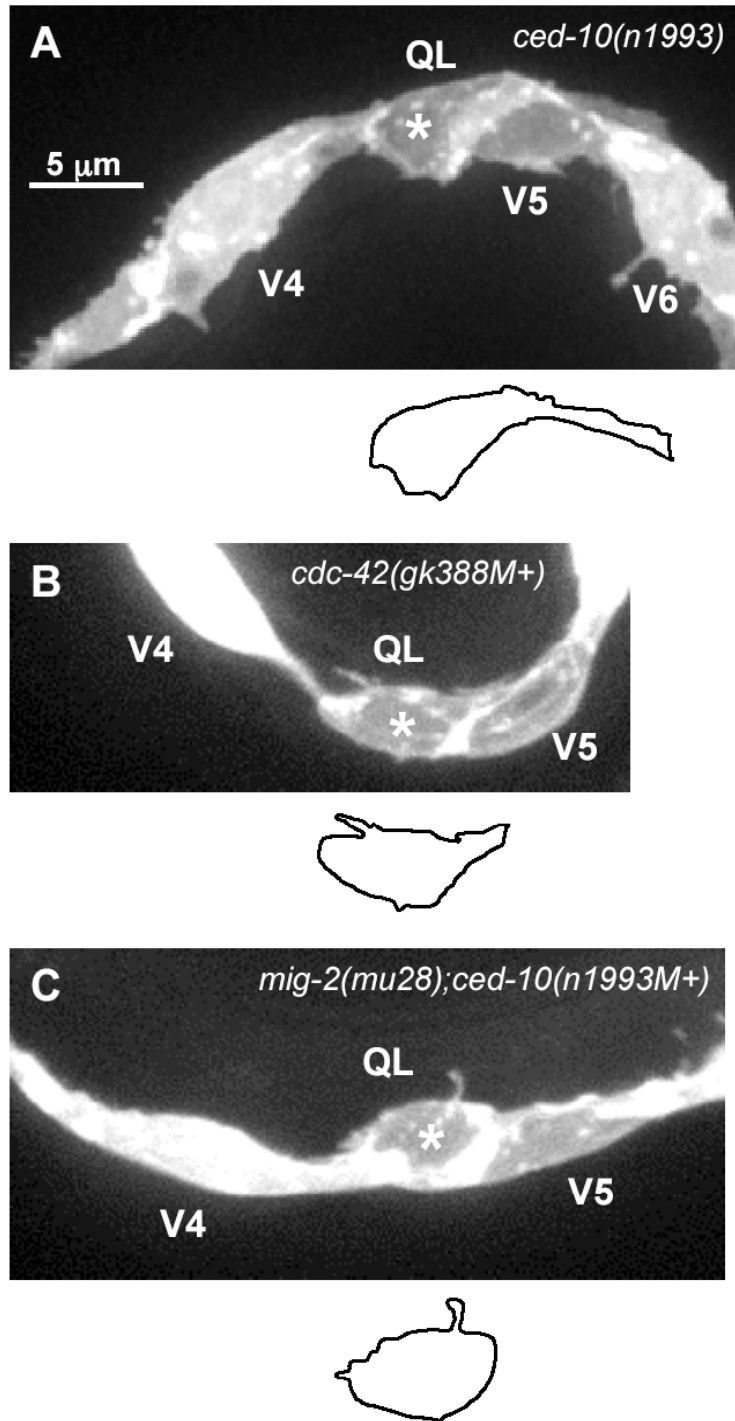 A
ced-10(n1993)
QL
*
5 μm
V5
V4
V6
B
cdc-42(gk388M+)
V4
QL
*
V5
C
mig-2(mu28);ced-10(n1993M+)
QL
*
V5
V4